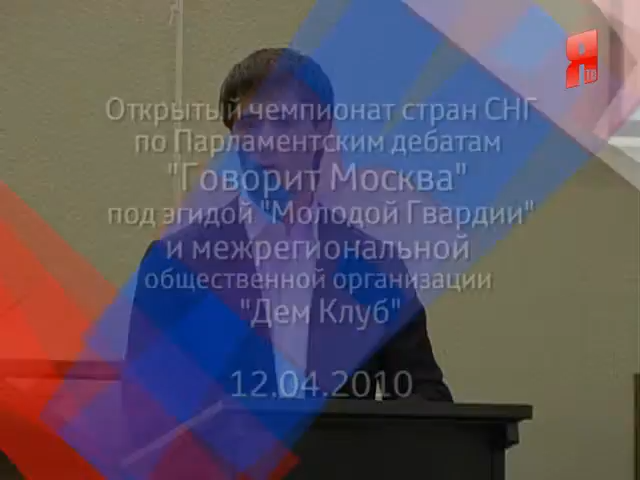 Я
ТВ
Открытый чемпионат стран СНГ
по Парламентским дебатам
"Говорит Москва"
под эгидой "Молодой Гвардии"
и межрегиональной
общественной организации
"Дем Клуб"
12.04.2010